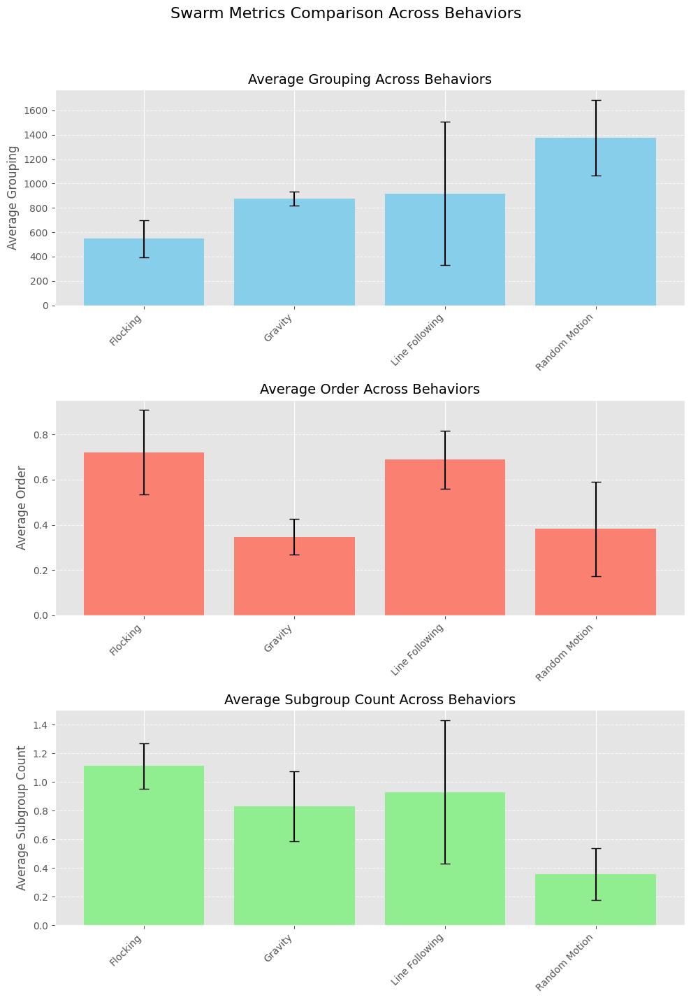 Swarm Metrics Comparison Across Behaviors
Average Grouping Across Behaviors
Average Grouping
1600
1400
1200
1000
800
600
400
200
0
Flocking
Gravity
Line Following
Random Motion
Average Order Across Behaviors
Average Order
0.8
0.6
0.4
0.2
0.0
Flocking
Gravity
Line Following
Random Motion
Average Subgroup Count Across Behaviors
Average Subgroup Count
1.4
1.2
1.0
0.8
0.6
0.4
0.2
0.0
Flocking
Gravity
Line Following
Random Motion